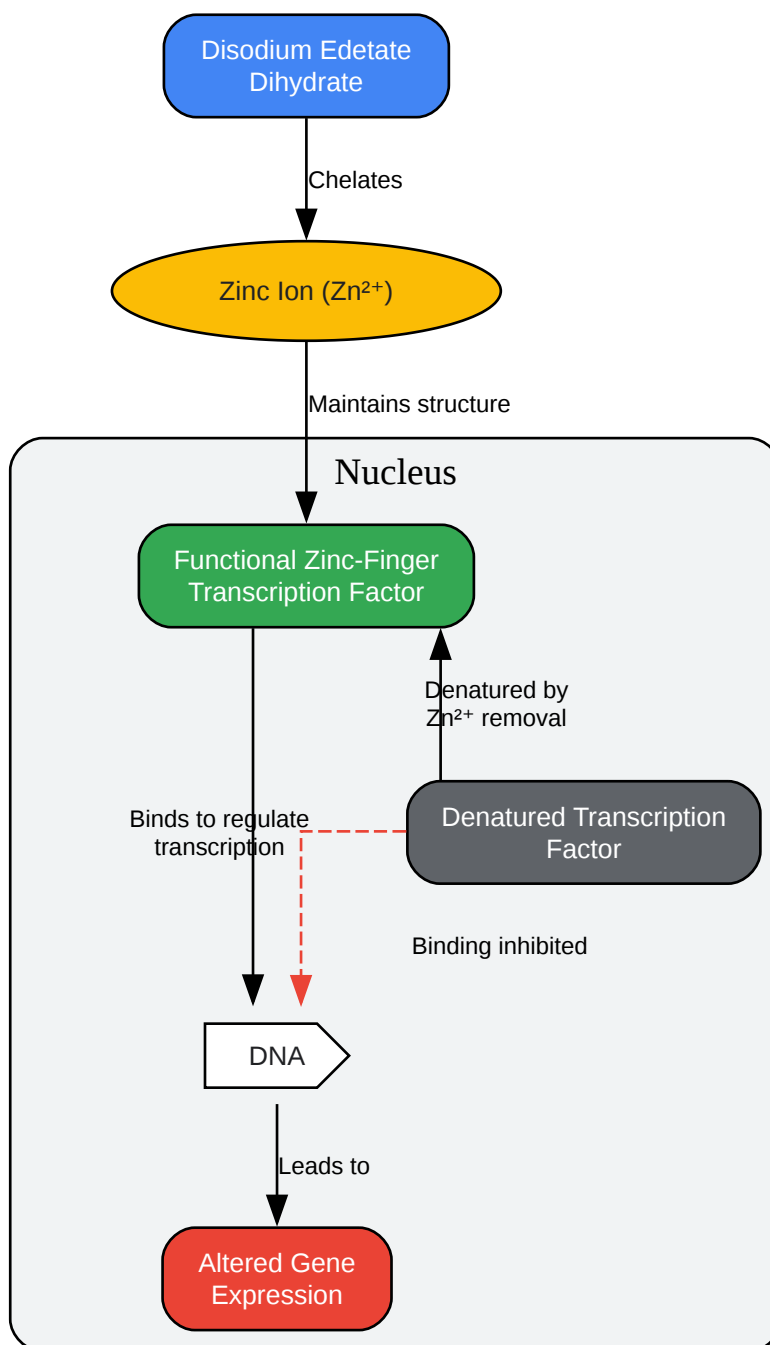 Disodium Edetate
Dihydrate
Chelates
Zinc Ion (Zn²⁺)
Maintains structure
Nucleus
Functional Zinc-Finger
Transcription Factor
Denatured by
Zn²⁺ removal
Binds to regulate
transcription
Denatured Transcription
Factor
Binding inhibited
DNA
Leads to
Altered Gene
Expression